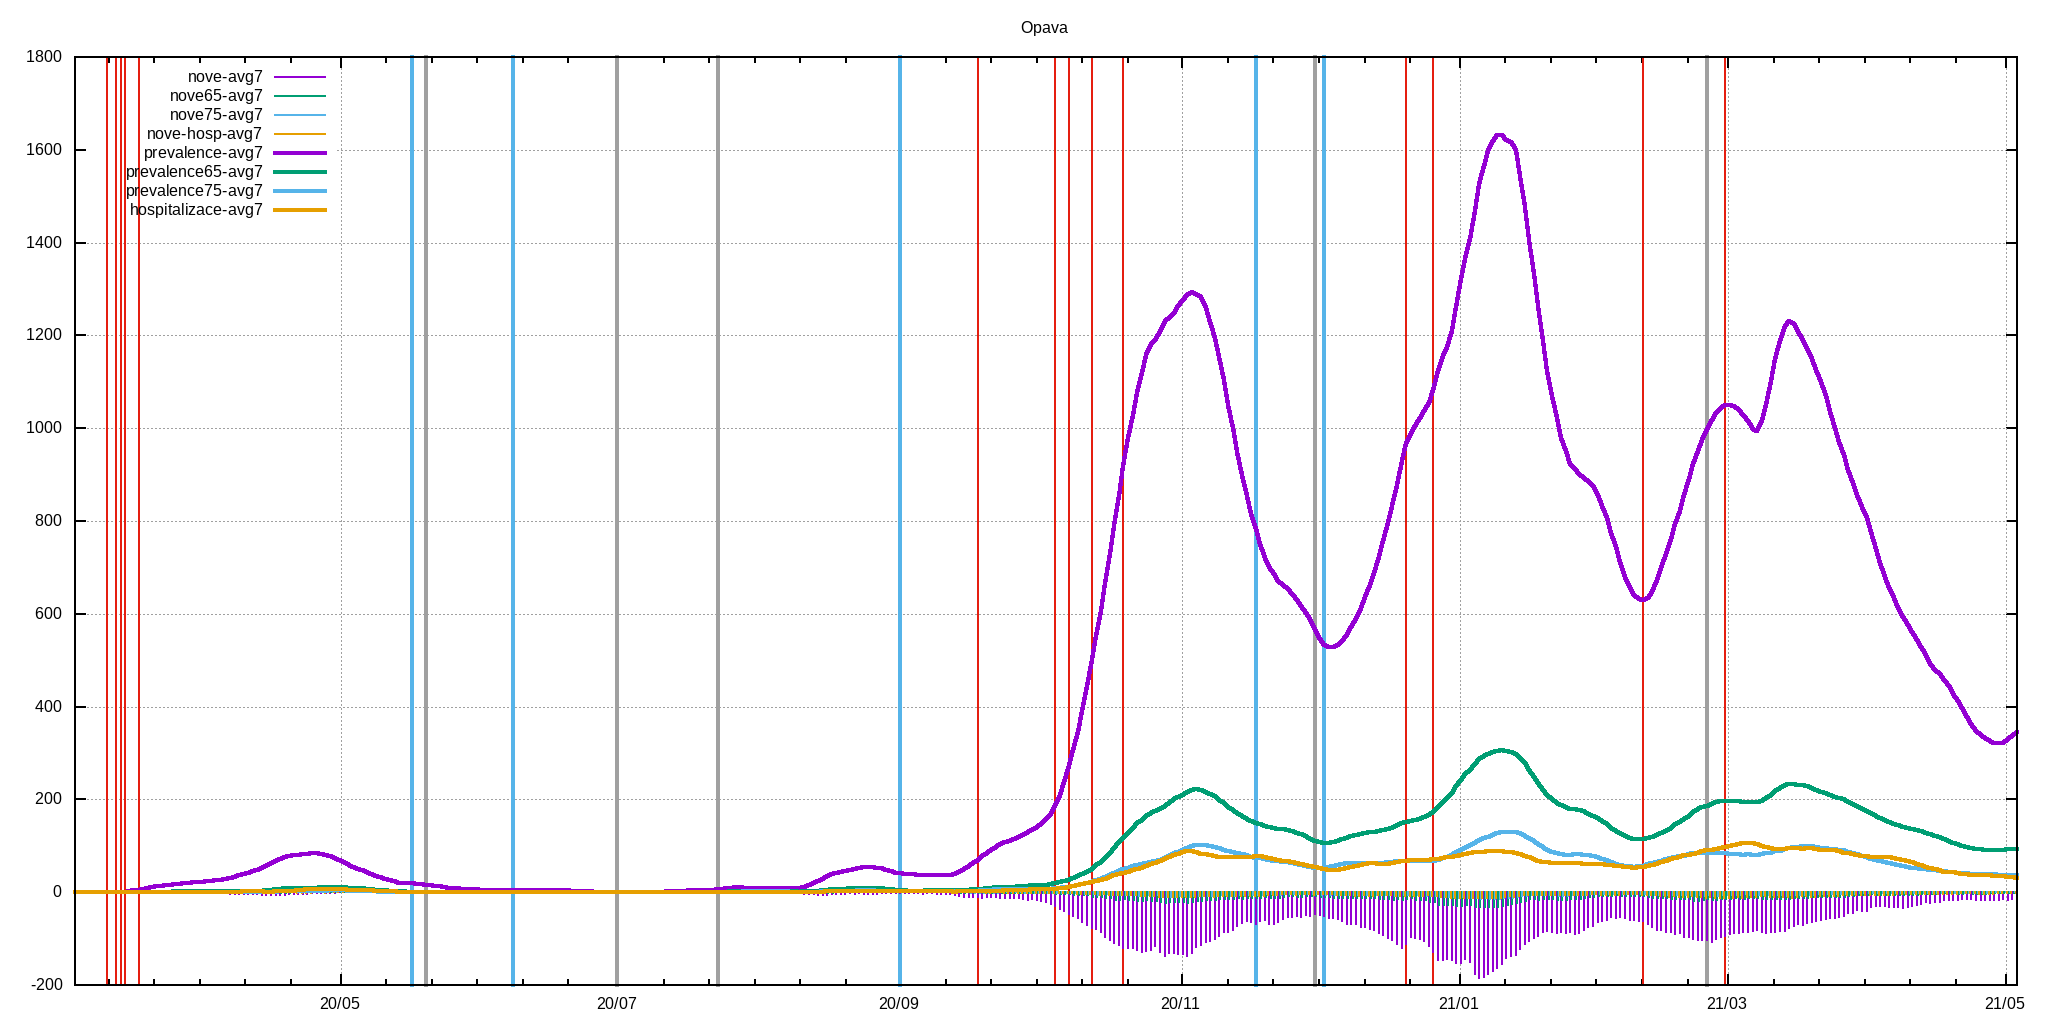 Opava
1800
1600
1400
1200
1000
800
600
400
200
0
-200
nove-avg7
nove65-avg7
nove75-avg7
nove-hosp-avg7
prevalence-avg7
prevalence65-avg7
prevalence75-avg7
hospitalizace-avg7
20/05 20/07 20/09 20/11 21/01 21/03 21/05